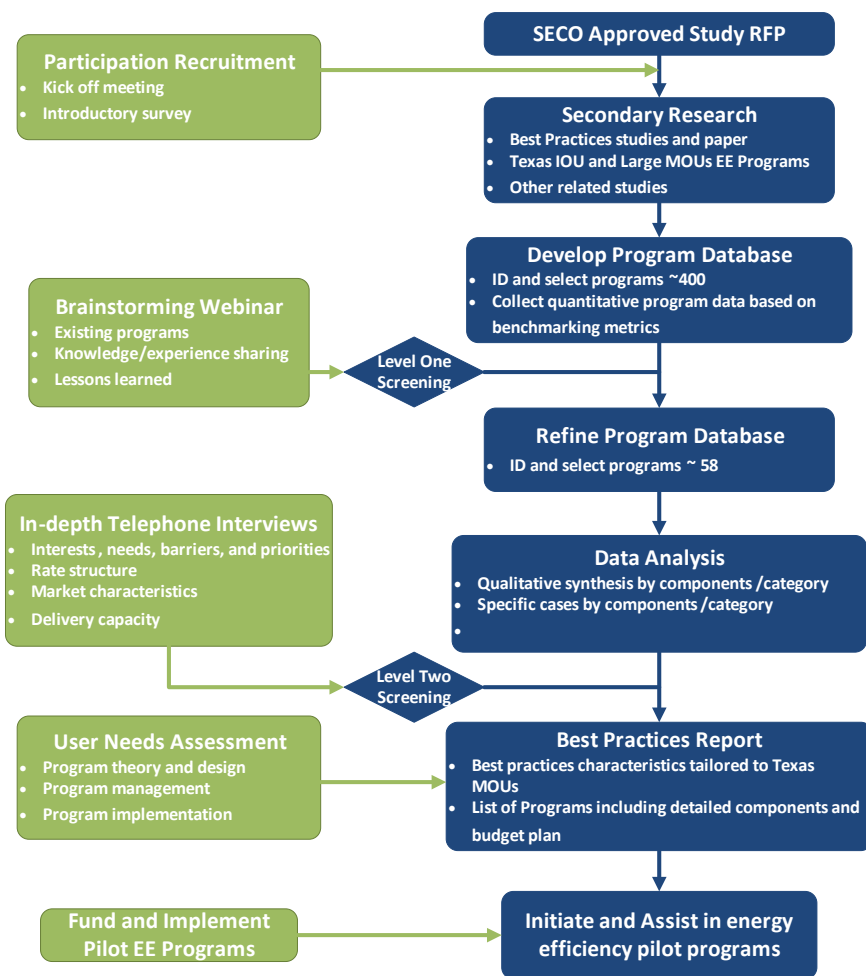 SECO Approved Study RFP
Participation Recruitment
• Kick off meeting
• Introductory survey
Secondary Research
• Best Practices studies and paper
• Texas IOU and Large MOUs EE Programs
• Other related studies
Develop Program Database
• ID and select programs ~400
• Collect quantitative program data based on
benchmarking metrics
Brainstorming Webinar
• Existing programs
• Knowledge/experience sharing
• Lessons learned
Level One
Screening
Refine Program Database
• ID and select programs ~ 58
In-depth Telephone Interviews
• Interests , needs, barriers, and priorities
• Rate structure
• Market characteristics
• Delivery capacity
Data Analysis
• Qualitative synthesis by components /category
• Specific cases by components /category
•
Level Two
Screening
User Needs Assessment
• Program theory and design
• Program management
• Program implementation
Best Practices Report
• Best practices characteristics tailored to Texas
MOUs
• List of Programs including detailed components and
budget plan
Fund and Implement
Pilot EE Programs
Initiate and Assist in energy
efficiency pilot programs